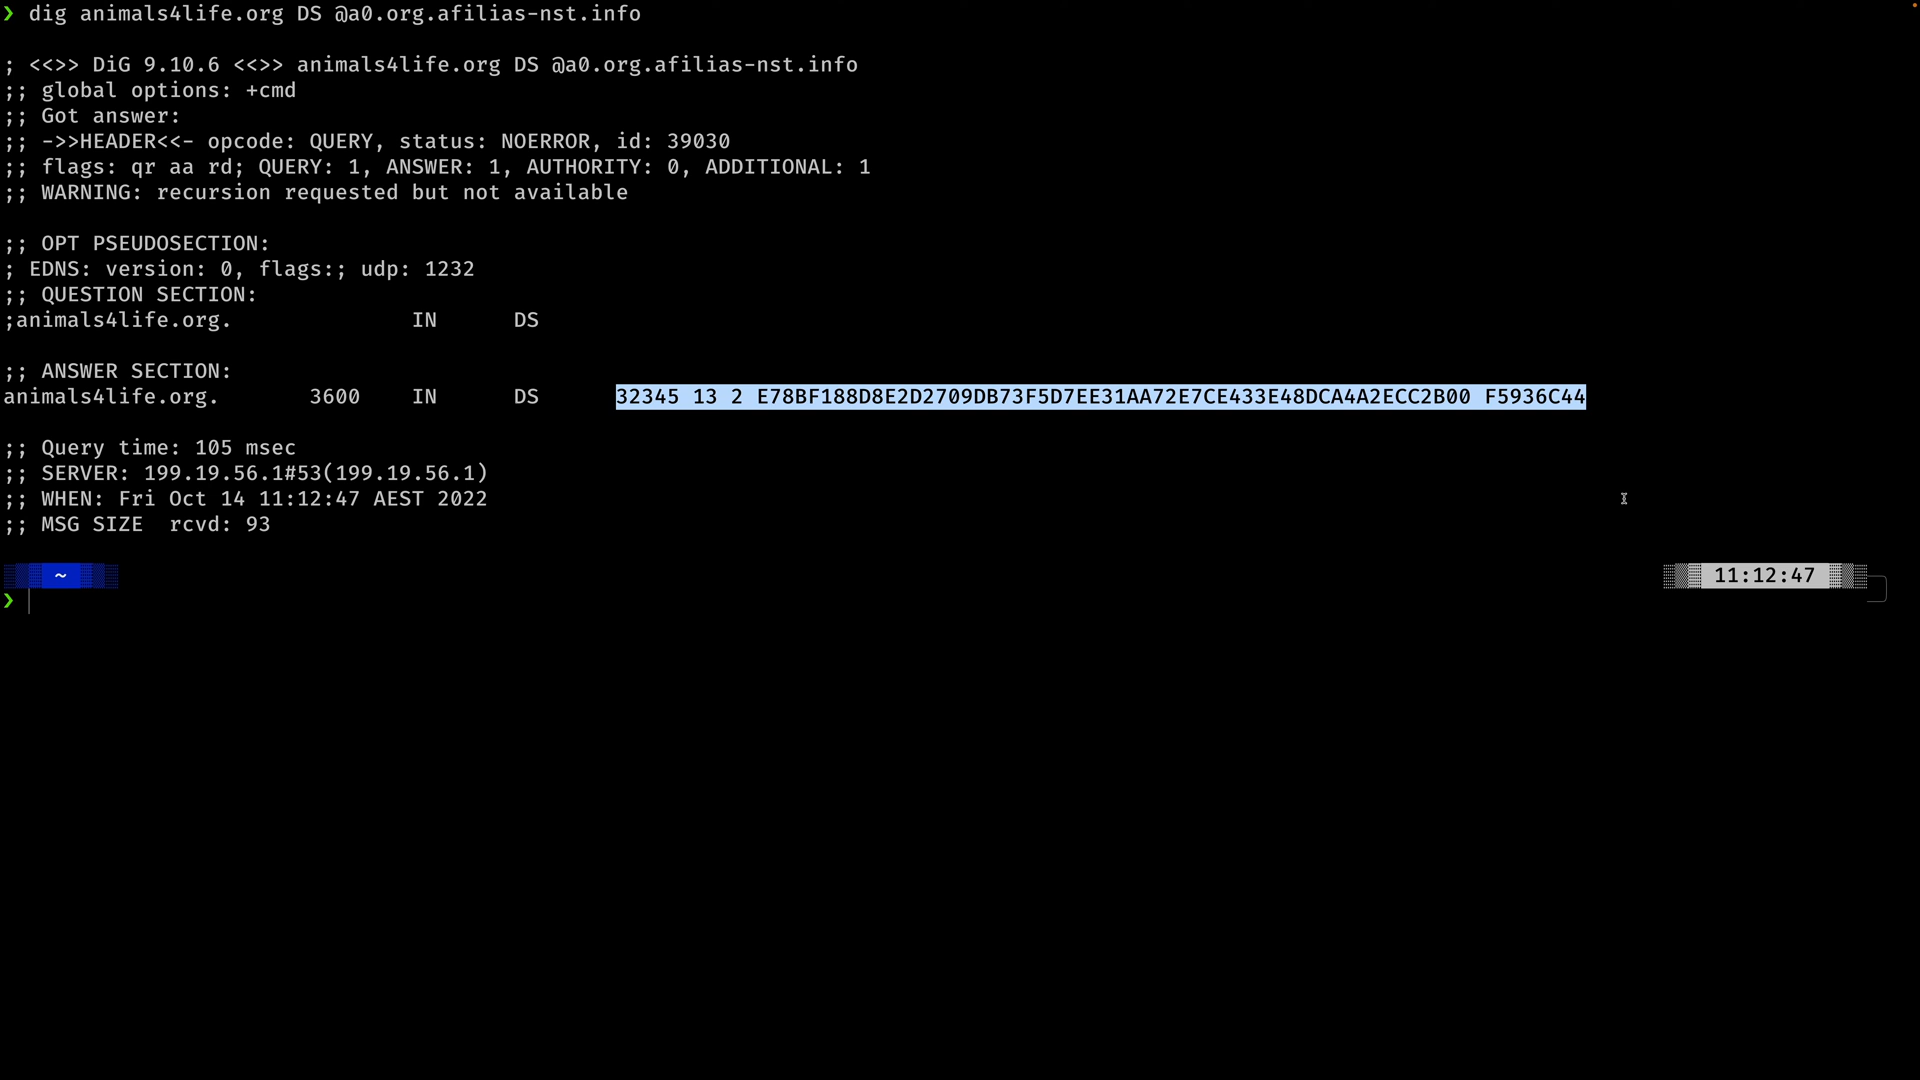 ❯ dig animals4life.org DS @a0.org.afilias-nst.info
; <<>> DiG 9.10.6 <<>> animals4life.org DS @a0.org.afilias-nst.info
;; global options: +cmd
;; Got answer:
;; ->>HEADER<<- opcode: QUERY, status: NOERROR, id: 39030
;; flags: qr aa rd; QUERY: 1, ANSWER: 1, AUTHORITY: 0, ADDITIONAL: 1
;; WARNING: recursion requested but not available
;; OPT PSEUDOSECTION:
; EDNS: version: 0, flags:; udp: 1232
;; QUESTION SECTION:
;animals4life.org. IN DS
;; ANSWER SECTION:
animals4life.org. 3600 IN DS 32345 13 2 E78BF188D8E2D2709DB73F5D7EE31AA72E7CE433E48DCA4A2ECC2B00 F5936C44
;; Query time: 105 msec
;; SERVER: 199.19.56.1#53(199.19.56.1)
;; WHEN: Fri Oct 14 11:12:47 AEST 2022
;; MSG SIZE rcvd: 93
~ 11:12:47
❯